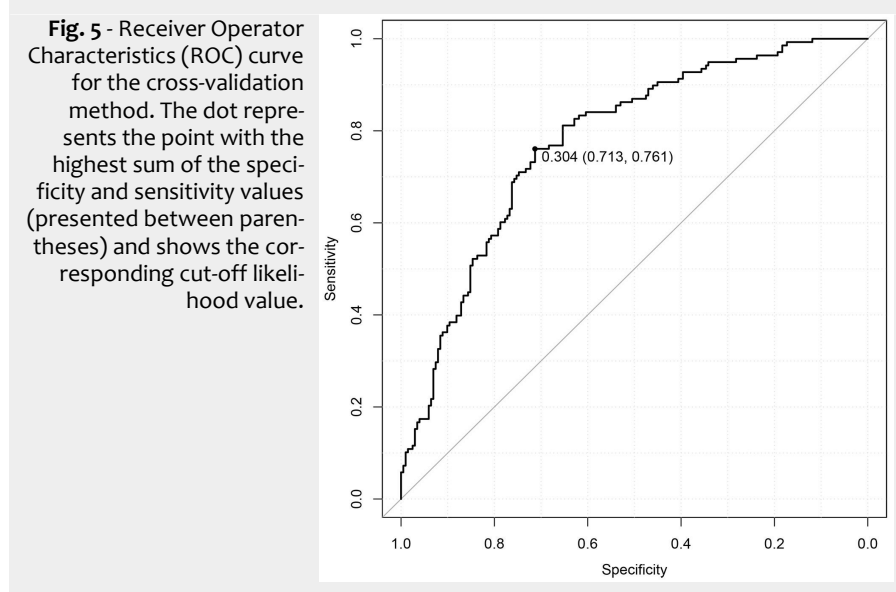 Fig. 5 - Receiver Operator
Characteristics (ROC) curve
for the cross-validation
method. The dot repre-
sents the point with the
highest sum of the speci-
ficity and sensitivity values
(presented between paren-
theses) and shows the cor-
responding cut-off likeli-
hood value.
Sensitivity
1.0
0.8
0.6
0.4
0.2
0.0
0.304 (0.713, 0.761)
1.0 0.8 0.6 0.4 0.2 0.0
Specificity